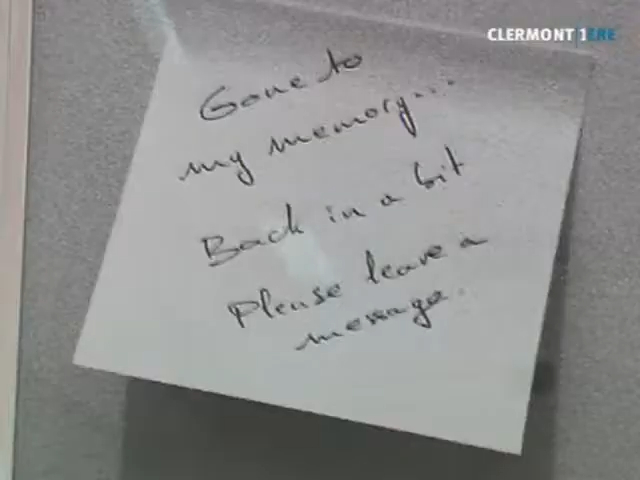 CLERMONT 1ERE
Gone to
my memory...
Back in a bit
Please leave a
message.